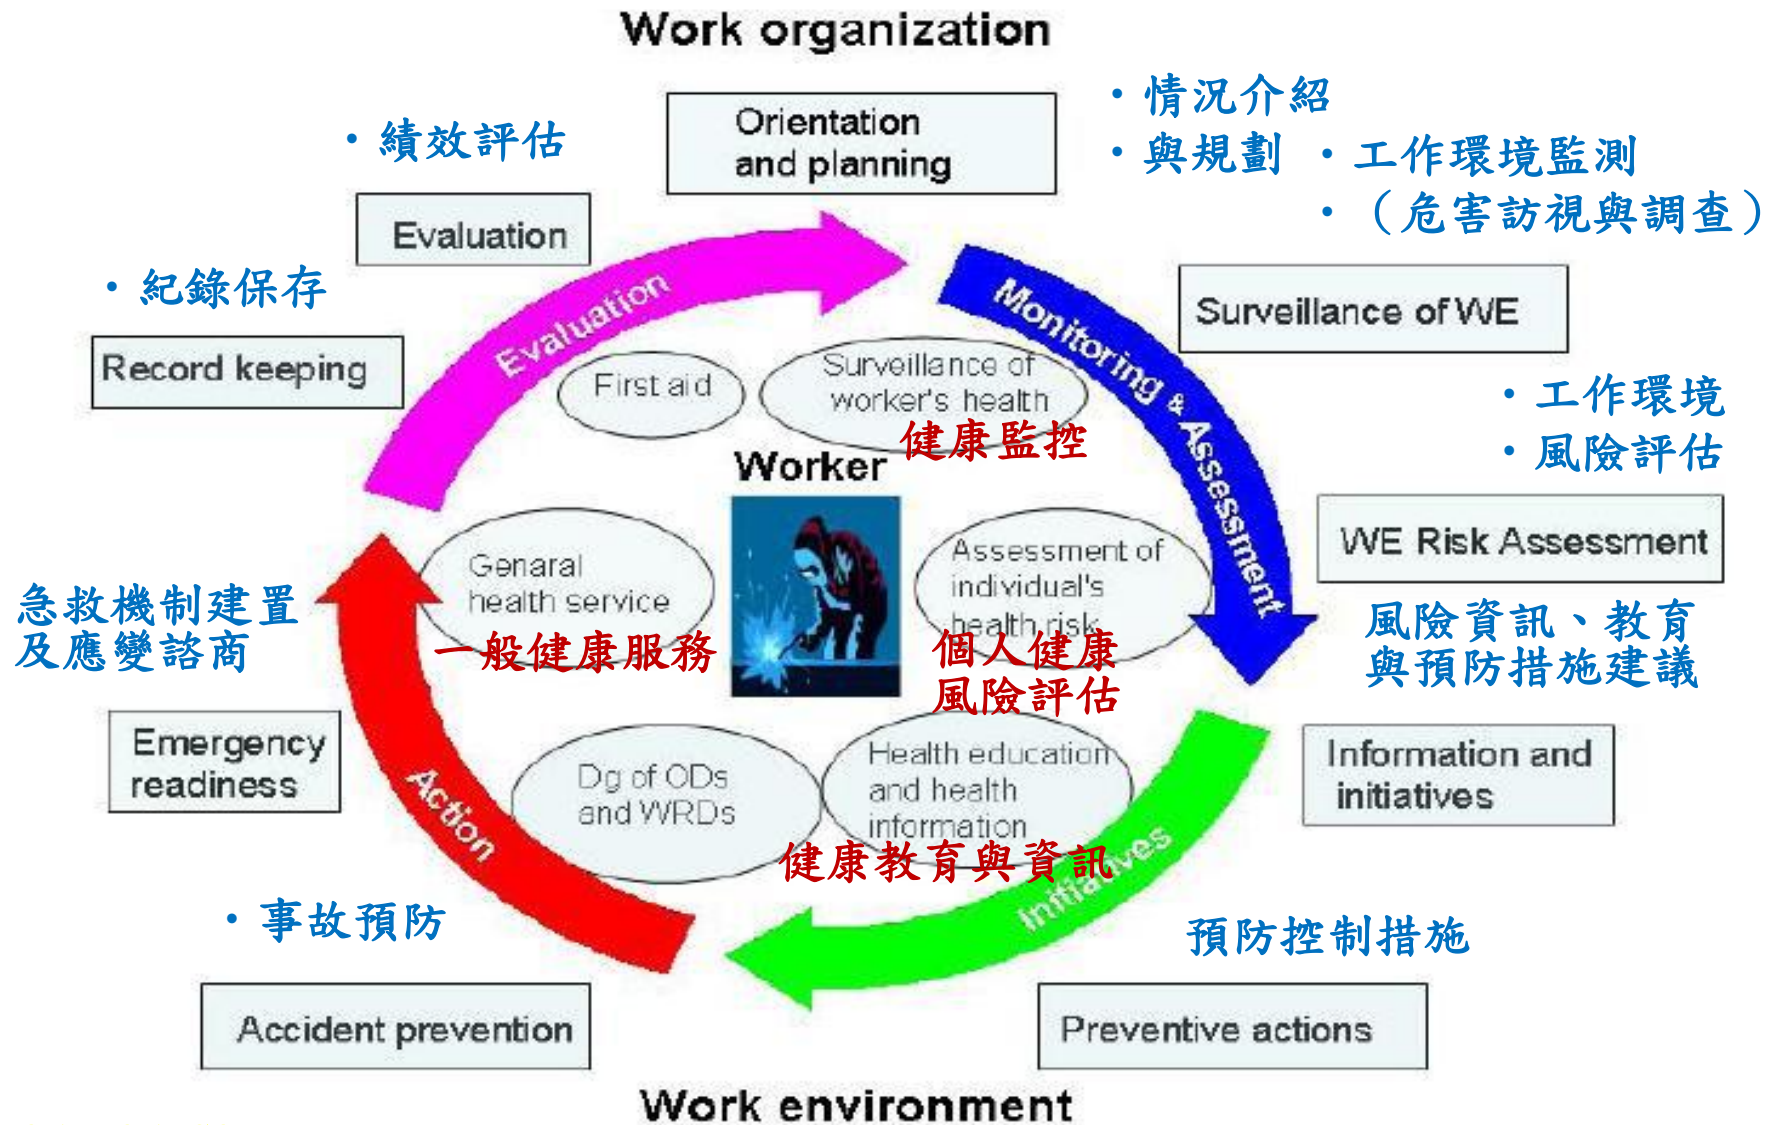 Work organization
Orientation
and planning
・情況介紹
・與規劃
・工作環境監測
・（危害訪視與調查）
・績效評估
Evaluation
・紀錄保存
Record keeping
Evaluation
Monitoring & Assessment
Surveillance of WE
First aid
Surveillance of
worker's health
健康監控
・工作環境
・風險評估
WE Risk Assessment
Worker
Genaral
health service
一般健康服務
Assessment of
individual's
health risk
個人健康
風險評估
急救機制建置
及應變諮商
Emergency
readiness
風險資訊、教育
與預防措施建議
Information and
initiatives
Action
Dg of ODs
and WRDs
Health education
and health
information
健康教育與資訊
Initiatives
・事故預防
Accident prevention
預防控制措施
Preventive actions
Work environment